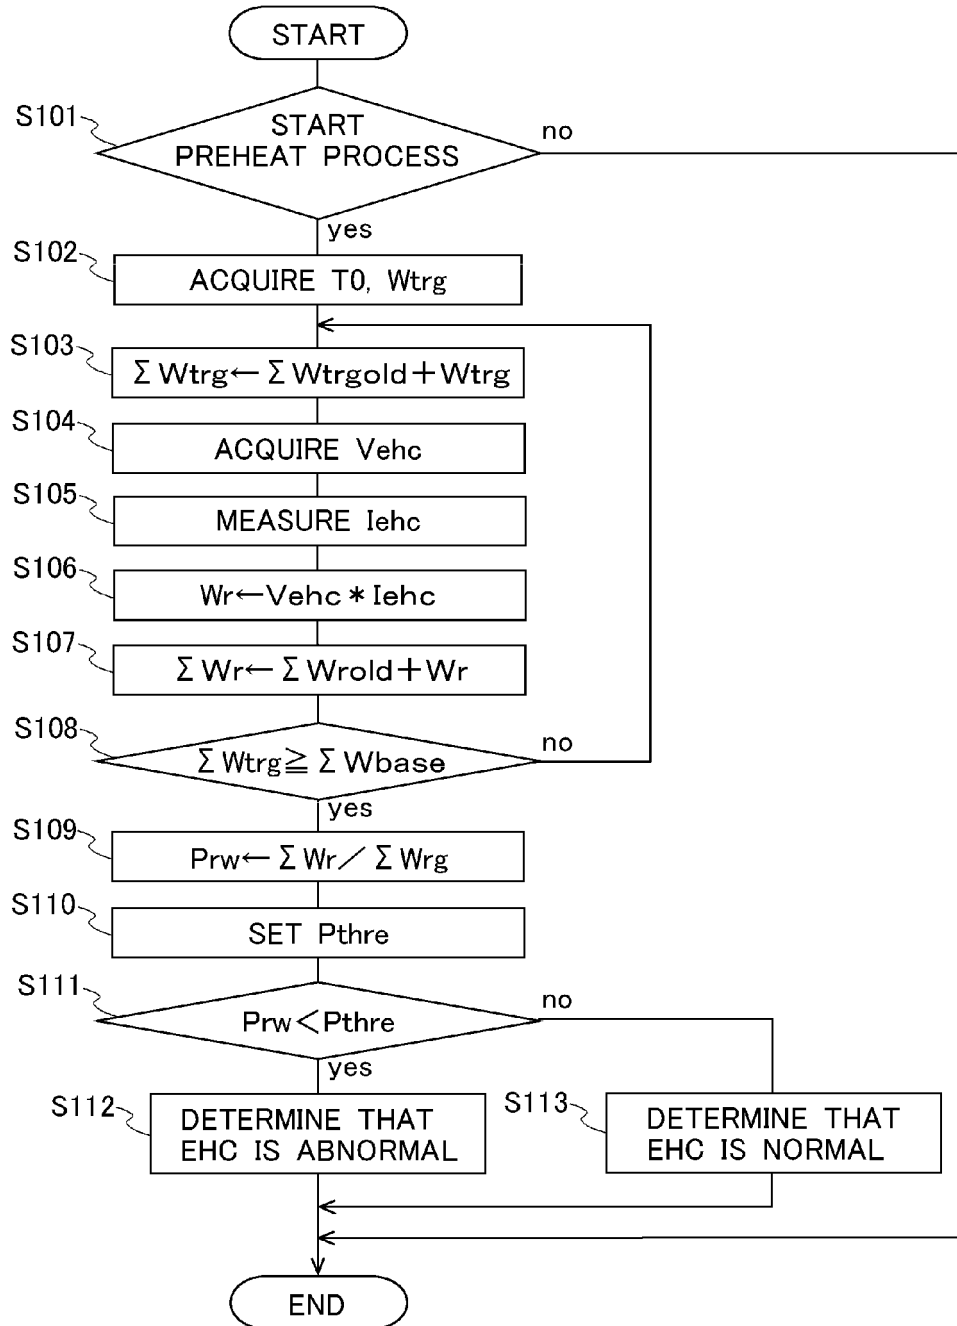 START
S101
START
PREHEAT PROCESS
no
yes
S102
ACQUIRE T0, Wtrg
S103
Σ Wtrg← Σ Wtrgold+Wtrg
S104
ACQUIRE Vehc
S105
MEASURE Iehc
S106
Wr←Vehc * Iehc
S107
Σ Wr← Σ Wrold+Wr
S108
Σ Wtrg≧ Σ Wbase
no
yes
S109
Prw← Σ Wr／ Σ Wrg
S110
SET Pthre
S111
Prw<Pthre
no
yes
S112
DETERMINE THAT
EHC IS ABNORMAL
S113
DETERMINE THAT
EHC IS NORMAL
END